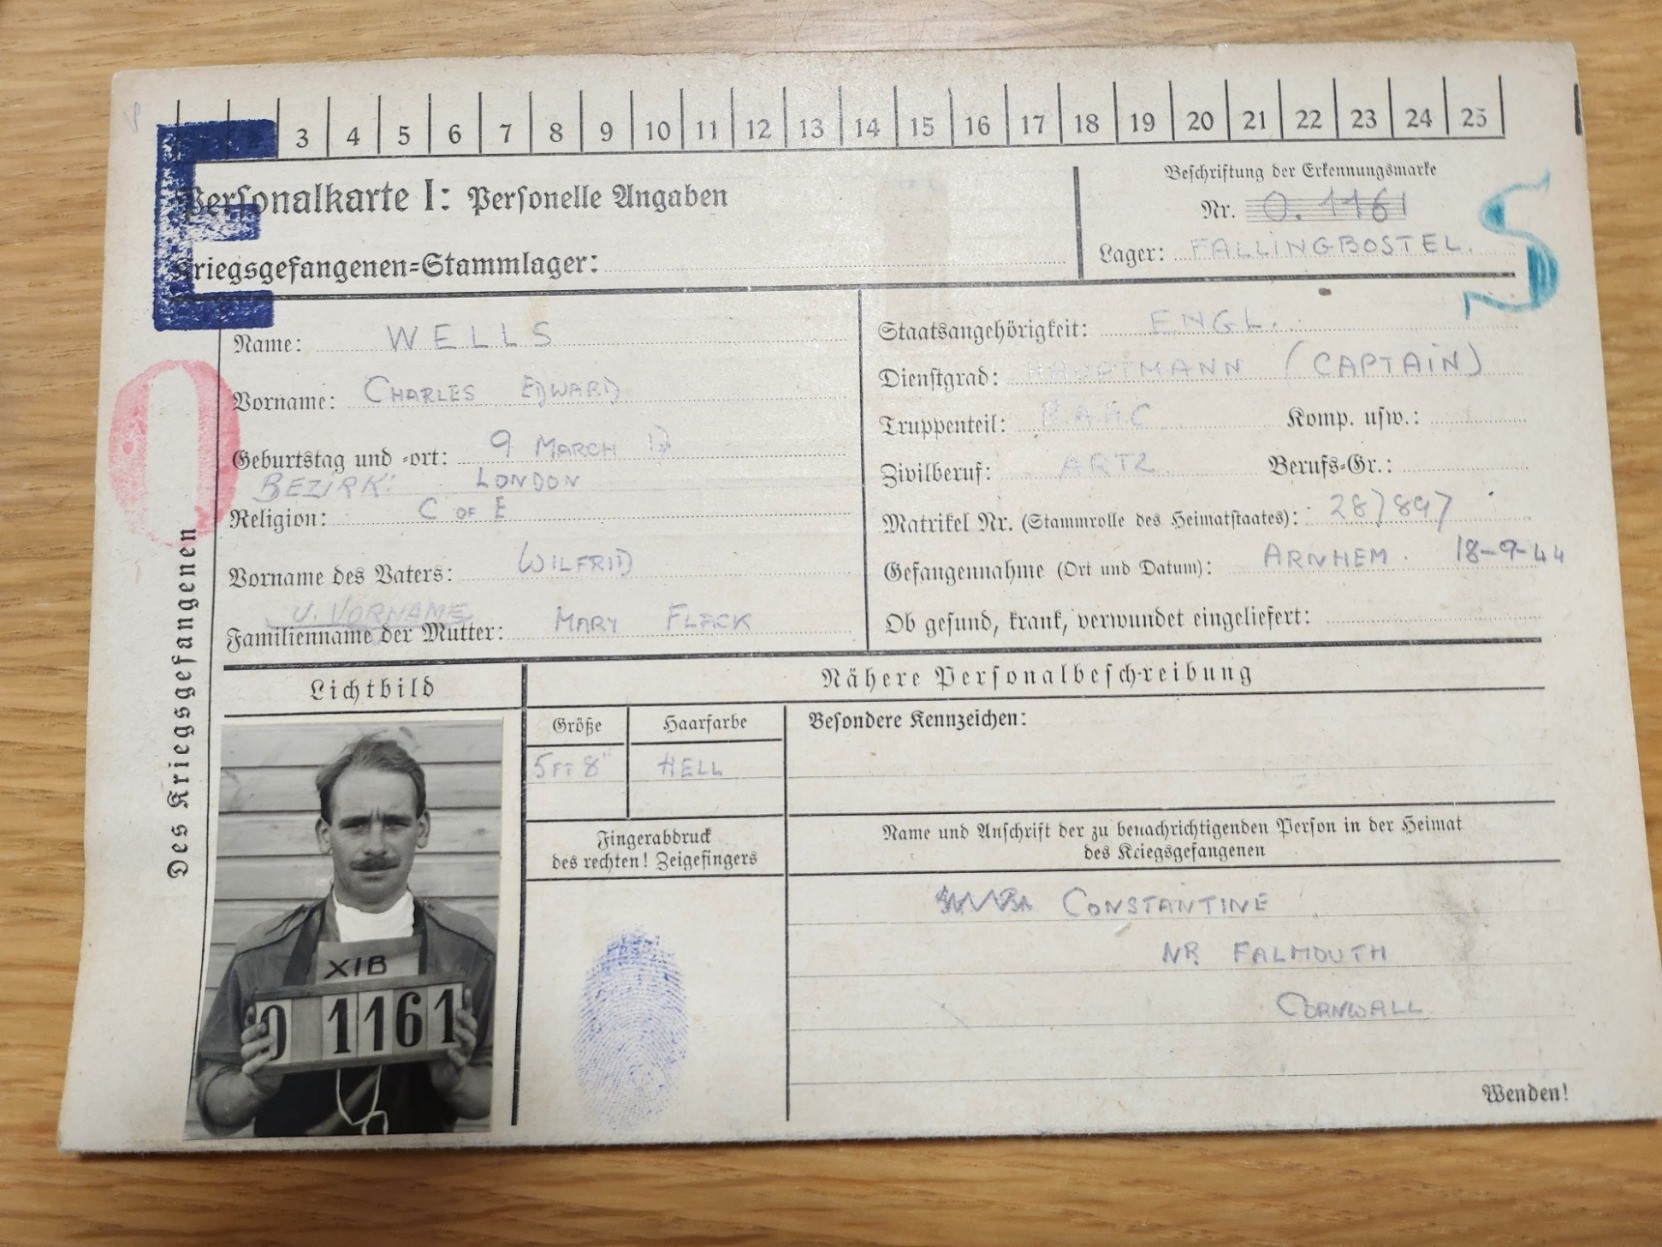 3 4 5 6 7 8 9 10 11 12 13 14 15 16 17 18 19 20 21 22 23 24 25
E
Personalkarte I: Personelle Angaben
Kriegsgefangenen-Stammlager:
Beschriftung der Erkennungsmarke
Nr. O. 1161
Lager: FALLINGBOSTEL.
S
O
Des Kriegsgefangenen
Name: WELLS
Vorname: CHARLES EDWARD
Geburtstag und -ort: 9 MARCH 17
BEZIRK: LONDON
Religion: C OF E
Vorname des Vaters: WILFRID
U. VORNAME
Familienname der Mutter: MARY FLACK
Staatsangehörigkeit: ENGL.
Dienstgrad: HAUPTMANN (CAPTAIN)
Truppenteil: R.A.M.C Komp. usw.:
Zivilberuf: ARTZ Berufs-Gr.:
Matrikel Nr. (Stammrolle des Heimatstaates): 287897
Gefangennahme (Ort und Datum): ARNHEM. 18-9-44
Ob gesund, krank, verwundet eingeliefert:
Lichtbild
Nähere Personalbeschreibung
Größe Haarfarbe
5 FT 8" HELL
Besondere Kennzeichen:
Fingerabdruck
des rechten! Zeigefingers
Name und Anschrift der zu benachrichtigenden Person in der Heimat
des Kriegsgefangenen
CONSTANTINE
NR FALMOUTH
CORNWALL
Wenden!
XIB
O 1161